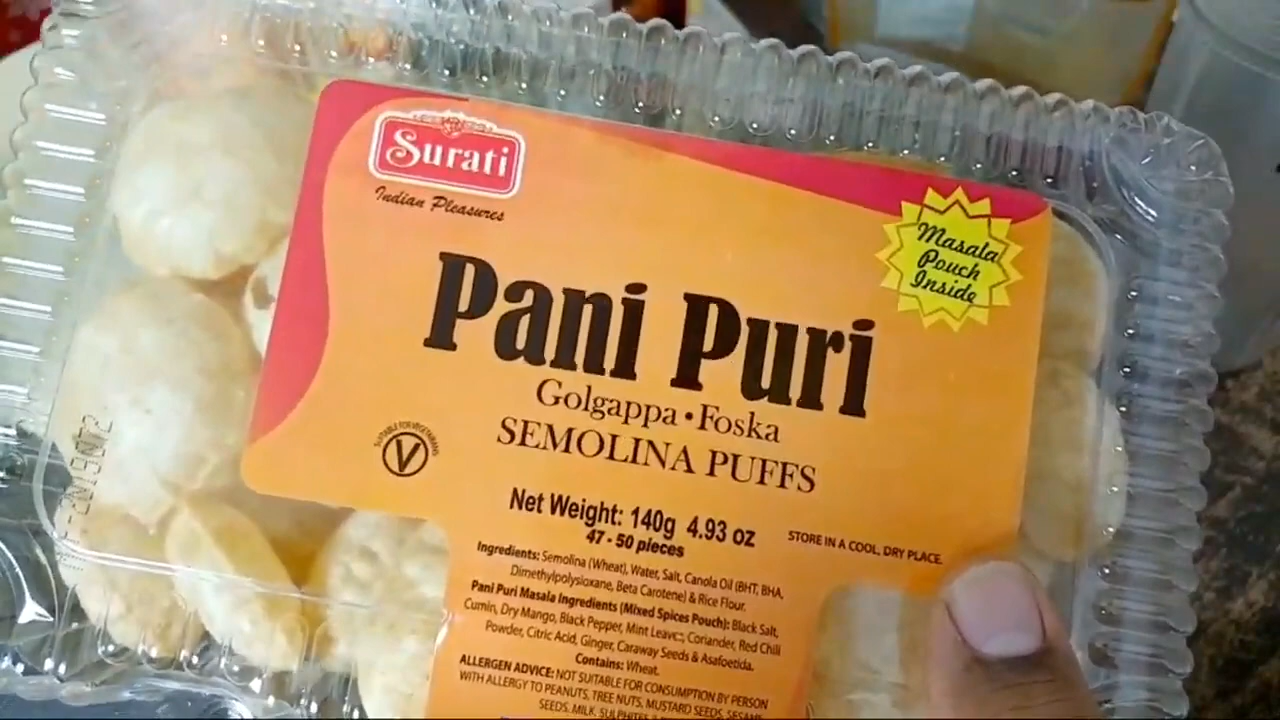 Surati
Indian Pleasures
Masala
Pouch
Inside
Pani Puri
Golgappa • Foska
SEMOLINA PUFFS
SUITABLE FOR VEGETARIANS
V
Net Weight: 140g 4.93 oz
47 - 50 pieces
STORE IN A COOL, DRY PLACE
Ingredients: Semolina (Wheat), Water, Salt, Canola Oil (BHT, BHA,
Dimethylpolysioxane, Beta Carotene) & Rice Flour.
Pani Puri Masala Ingredients (Mixed Spices Pouch): Black Salt,
Cumin, Dry Mango, Black Pepper, Mint Leaves, Coriander, Red Chili
Powder, Citric Acid, Ginger, Caraway Seeds & Asafoetida.
Contains: Wheat.
ALLERGEN ADVICE: NOT SUITABLE FOR CONSUMPTION BY PERSON
WITH ALLERGY TO PEANUTS, TREE NUTS, MUSTARD SEEDS, SESAME
SEEDS, MILK, SULPHITES